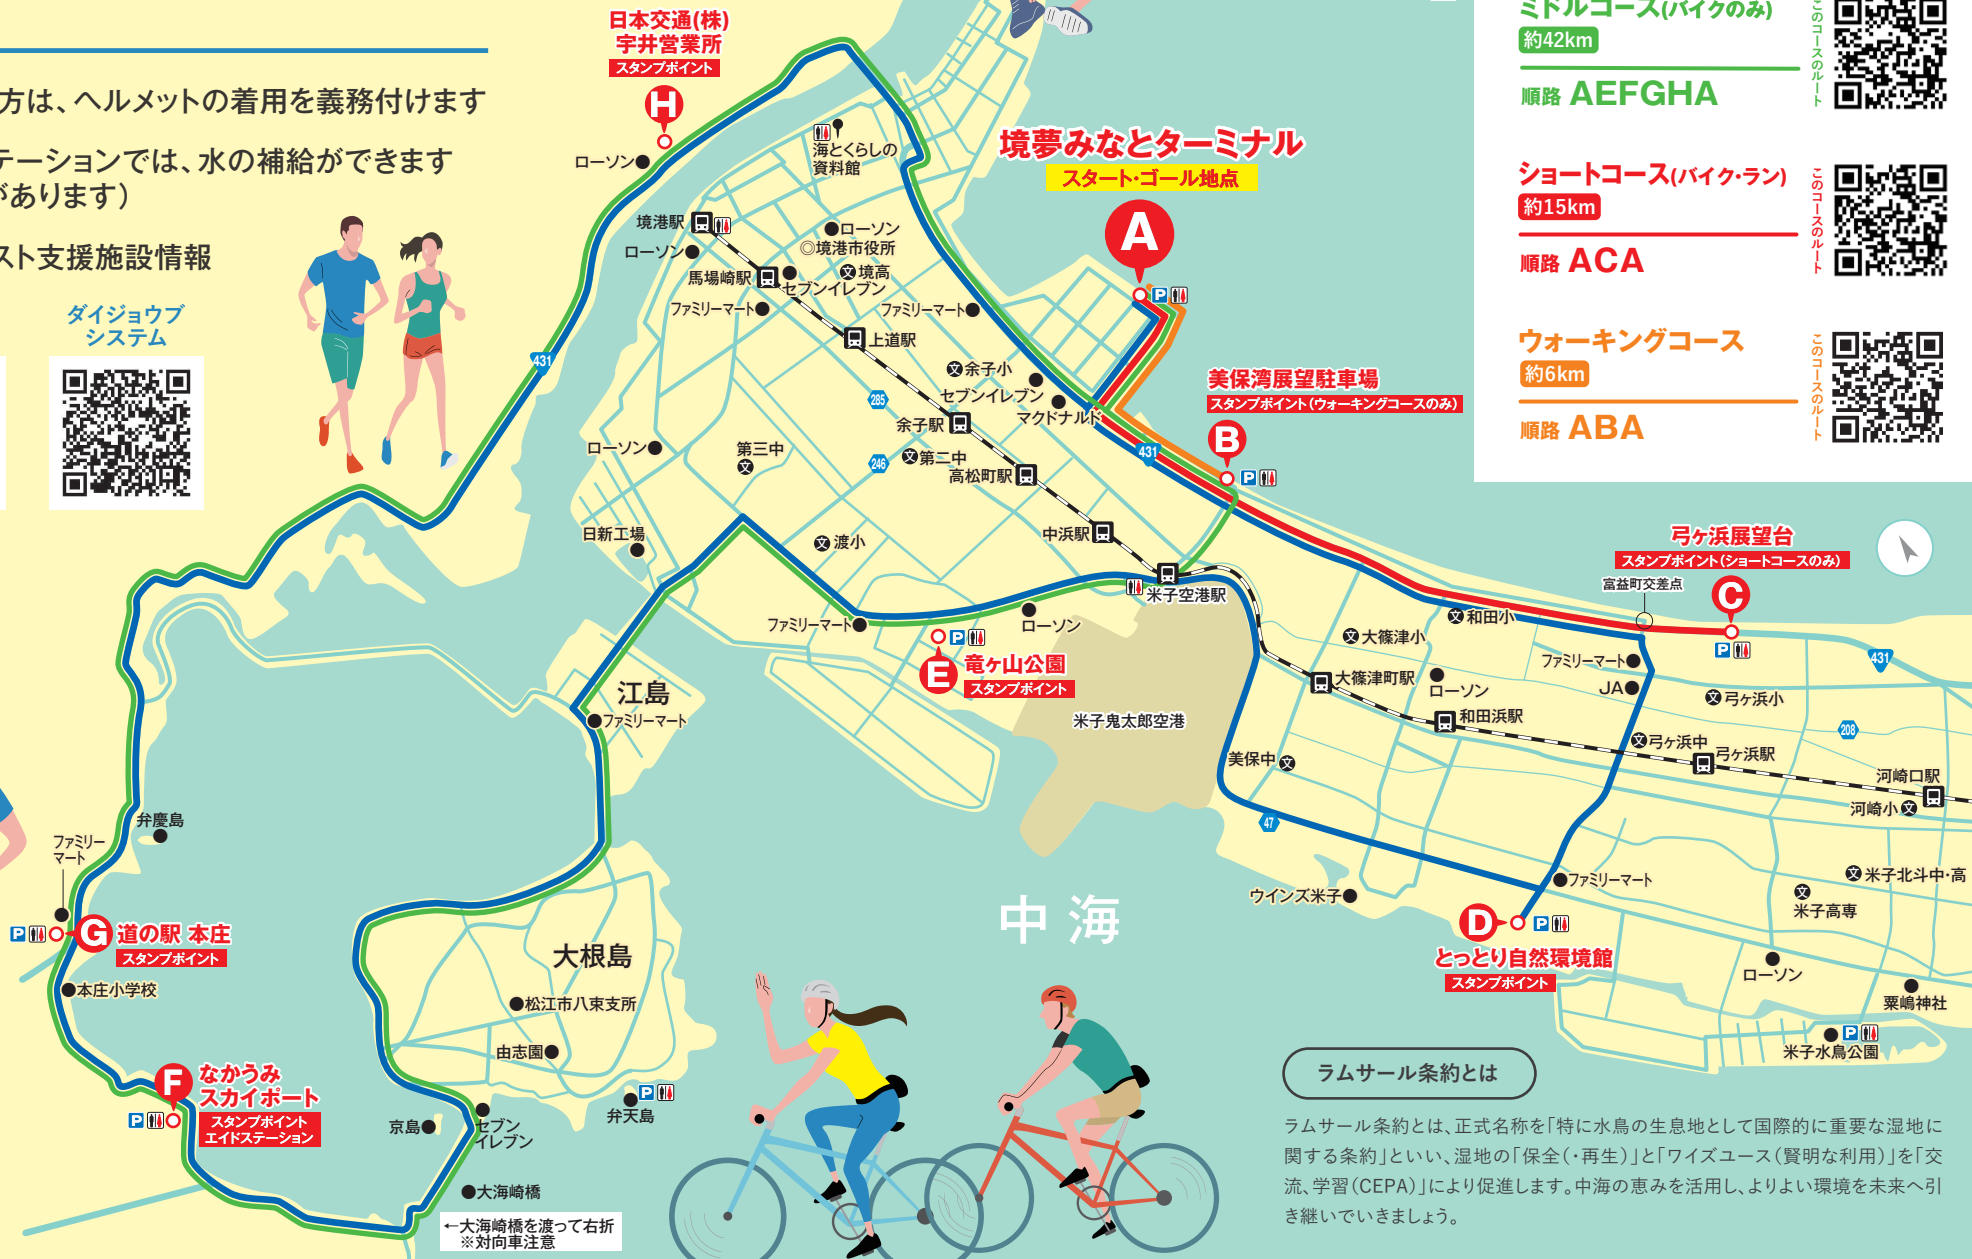 方は、ヘルメットの着用を義務付けます
テーションでは、水の補給ができます
があります）
スト支援施設情報
ダイジョウブ
システム
日本交通(株)
宇井営業所
スタンプポイント
H
ローソン
海とくらしの
資料館
境夢みなとターミナル
スタート・ゴール地点
A
P
境港駅
ローソン
ローソン
◎境港市役所
馬場崎駅
セブンイレブン
文境高
ファミリーマート
ファミリーマート
上道駅
431
285
文余子小
セブンイレブン
マクドナルド
余子駅
美保湾展望駐車場
スタンプポイント(ウォーキングコースのみ)
B
P
431
ローソン
第三中
文
246
文第二中
高松町駅
日新工場
文渡小
中浜駅
米子空港駅
弓ヶ浜展望台
スタンプポイント(ショートコースのみ)
富益町交差点
C
P
431
ファミリーマート
ローソン
P
E
竜ヶ山公園
スタンプポイント
文和田小
文大篠津小
大篠津町駅
ローソン
ファミリーマート
JA
文弓ヶ浜小
江島
ファミリーマート
米子鬼太郎空港
和田浜駅
208
文弓ヶ浜中
弓ヶ浜駅
美保中文
河崎口駅
河崎小文
47
弁慶島
ファミリー
マート
P
G
道の駅 本庄
スタンプポイント
本庄小学校
中海
ウインズ米子
ファミリーマート
文米子北斗中・高
文
米子高専
D
P
とっとり自然環境館
スタンプポイント
ローソン
粟嶋神社
P
米子水鳥公園
大根島
松江市八束支所
由志園
P
弁天島
F
なかうみ
スカイポート
スタンプポイント
エイドステーション
P
京島
セブン
イレブン
大海崎橋
←大海崎橋を渡って右折
※対向車注意
ミドルコース(バイクのみ)
約42km
順路 AEFGHA
このコースのルート
ショートコース(バイク・ラン)
約15km
順路 ACA
このコースのルート
ウォーキングコース
約6km
順路 ABA
このコースのルート
ラムサール条約とは
ラムサール条約とは、正式名称を「特に水鳥の生息地として国際的に重要な湿地に
関する条約」といい、湿地の「保全（・再生）」と「ワイズユース（賢明な利用）」を「交
流、学習（CEPA）」により促進します。中海の恵みを活用し、よりよい環境を未来へ引
き継いでいきましょう。